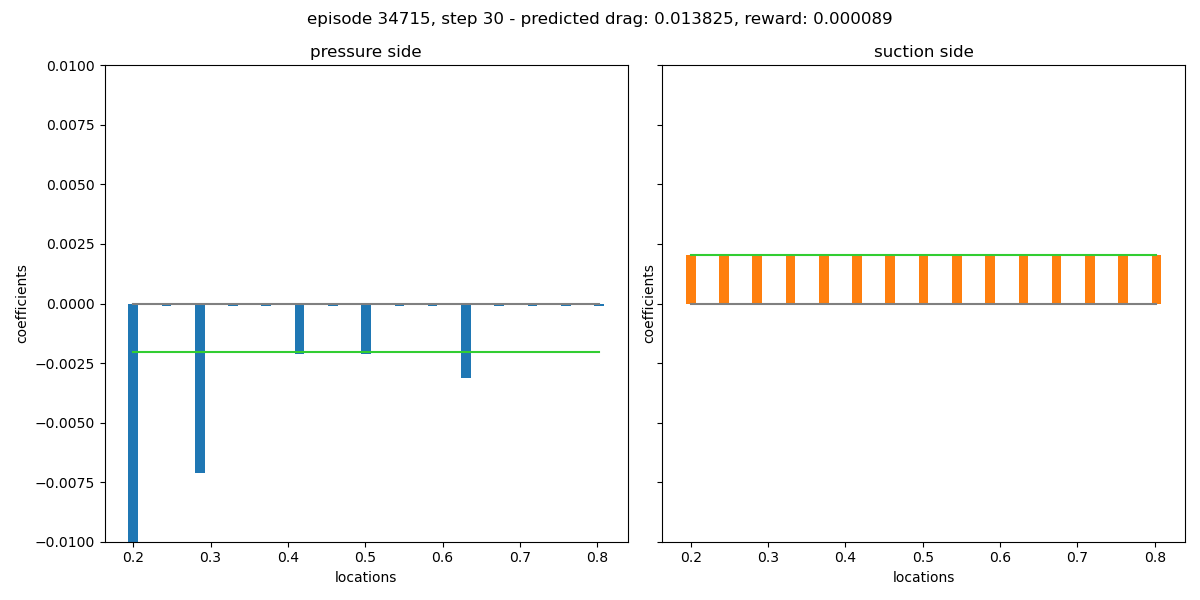 episode 34715, step 30 - predicted drag: 0.013825, reward: 0.000089
pressure side
suction side
0.0100
0.0075
0.0050
0.0025
0.0000
−0.0025
−0.0050
−0.0075
−0.0100
coefficients
coefficients
0.2 0.3 0.4 0.5 0.6 0.7 0.8
0.2 0.3 0.4 0.5 0.6 0.7 0.8
locations
locations